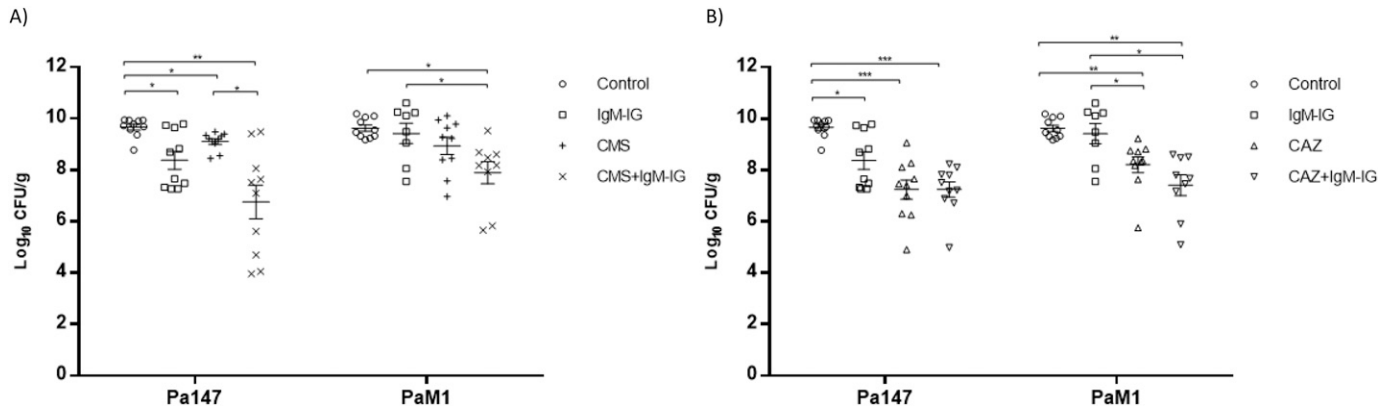 A)
12
10
8
6
4
2
0
Log10 CFU/g
** 
*
* *
* 
*
Pa147 PaM1
Control
IgM-IG
CMS
CMS+IgM-IG
B)
12
10
8
6
4
2
0
Log10 CFU/g
***
***
*
**
*
**
*
Pa147 PaM1
Control
IgM-IG
CAZ
CAZ+IgM-IG